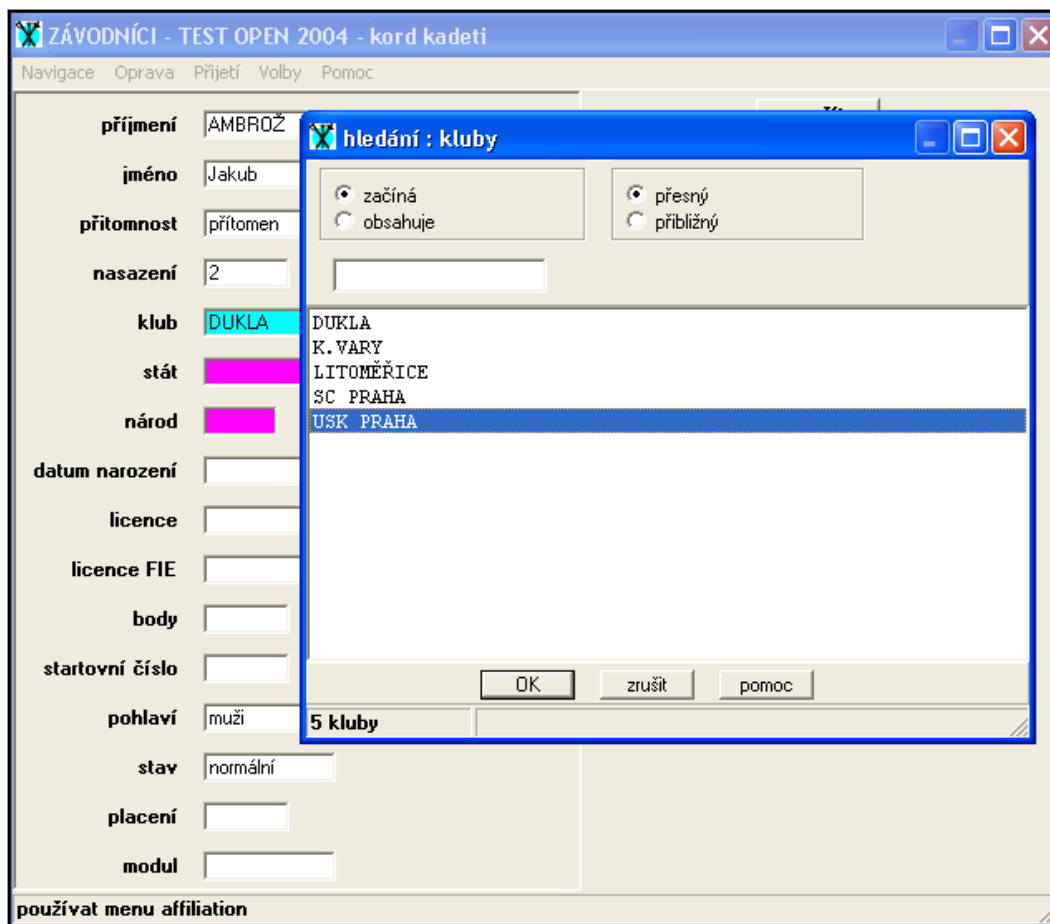 ZÁVODNÍCI - TEST OPEN 2004 - kord kadeti
Navigace Oprava Přijetí Volby Pomoc
příjmení AMBROŽ
jméno Jakub
přítomnost přítomen
nasazení 2
klub DUKLA
stát
národ
datum narození
licence
licence FIE
body
startovní číslo
pohlaví muži
stav normální
placení
modul
používat menu affiliation
hledání : kluby
začíná
obsahuje
přesný
přibližný
DUKLA
K.VARY
LITOMĚŘICE
SC PRAHA
USK PRAHA
OK zrušit pomoc
5 kluby